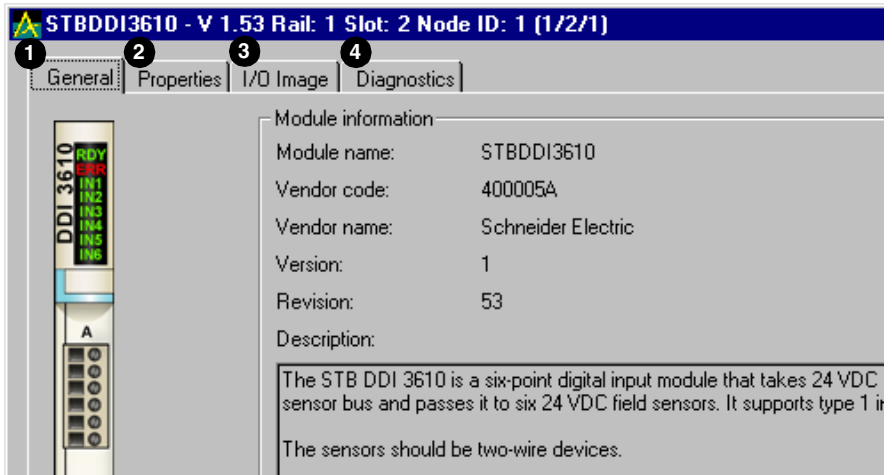 STBDDI3610 - V 1.53 Rail: 1 Slot: 2 Node ID: 1 (1/2/1)
1 2 3 4
General Properties I/O Image Diagnostics
DDI 3610
RDY
ERR
IN1
IN2
IN3
IN4
IN5
IN6
A
Module information
Module name: STBDDI3610
Vendor code: 400005A
Vendor name: Schneider Electric
Version: 1
Revision: 53
Description:
The STB DDI 3610 is a six-point digital input module that takes 24 VDC
sensor bus and passes it to six 24 VDC field sensors. It supports type 1
The sensors should be two-wire devices.